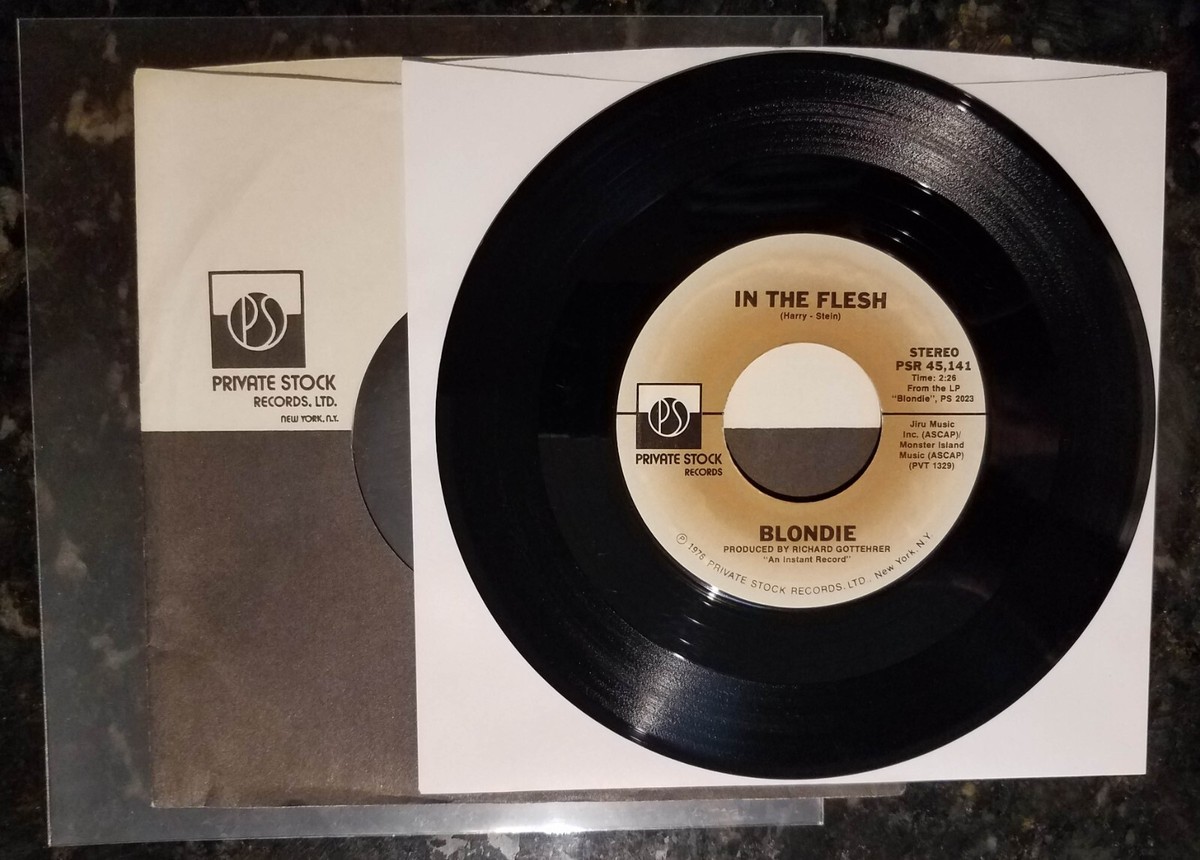 PS
PRIVATE STOCK
RECORDS, LTD.
NEW YORK, N.Y.
IN THE FLESH
(Harry - Stein)
STEREO
PSR 45,141
Time: 2:26
From the LP
"Blondie", PS 2023
PS
PRIVATE STOCK
RECORDS
Jiru Music
Inc. (ASCAP)/
Monster Island
Music (ASCAP)
(PVT 1329)
BLONDIE
PRODUCED BY RICHARD GOTTEHRER
"An Instant Record"
℗ 1976 PRIVATE STOCK RECORDS, LTD., New York, N.Y